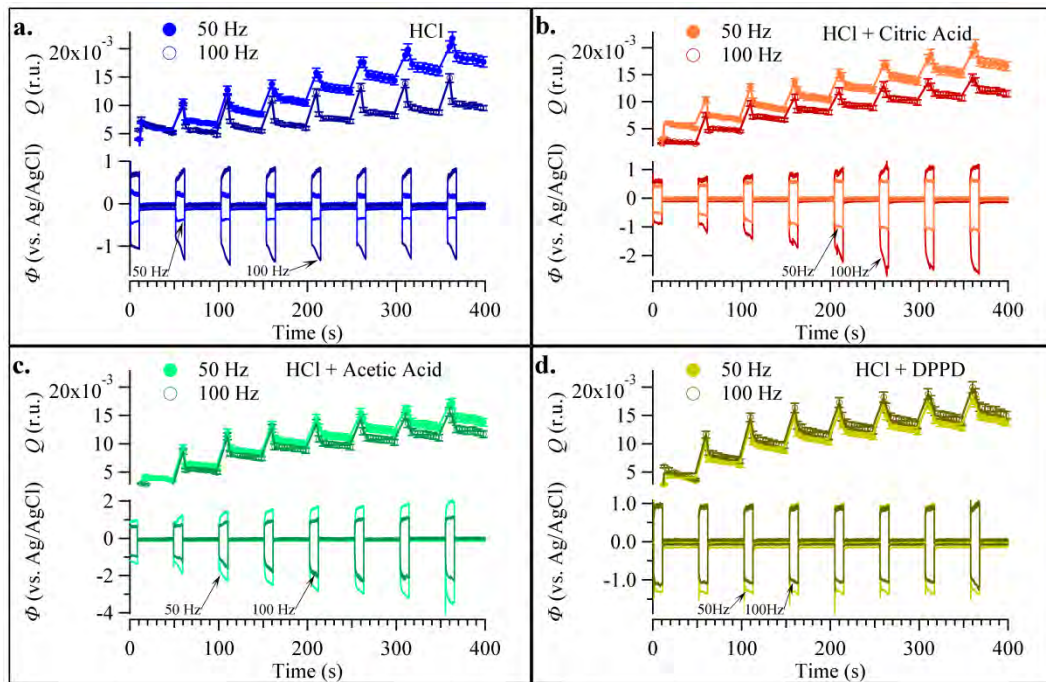 a.
50 Hz
100 Hz
HCl
20x10⁻³
15
10
5
Q (r.u.)
1
0
-1
Φ (vs. Ag/AgCl)
50 Hz
100 Hz
0 100 200 300 400
Time (s)
b.
50 Hz
100 Hz
HCl + Citric Acid
20x10⁻³
15
10
5
Q (r.u.)
1
0
-1
-2
Φ (vs. Ag/AgCl)
50Hz
100Hz
0 100 200 300 400
Time (s)
c.
50 Hz
100 Hz
HCl + Acetic Acid
20x10⁻³
15
10
5
Q (r.u.)
2
0
-2
-4
Φ (vs. Ag/AgCl)
50 Hz
100 Hz
0 100 200 300 400
Time (s)
d.
50 Hz
100 Hz
HCl + DPPD
20x10⁻³
15
10
5
Q (r.u.)
1.0
0.0
-1.0
Φ (vs. Ag/AgCl)
50Hz
100Hz
0 100 200 300 400
Time (s)